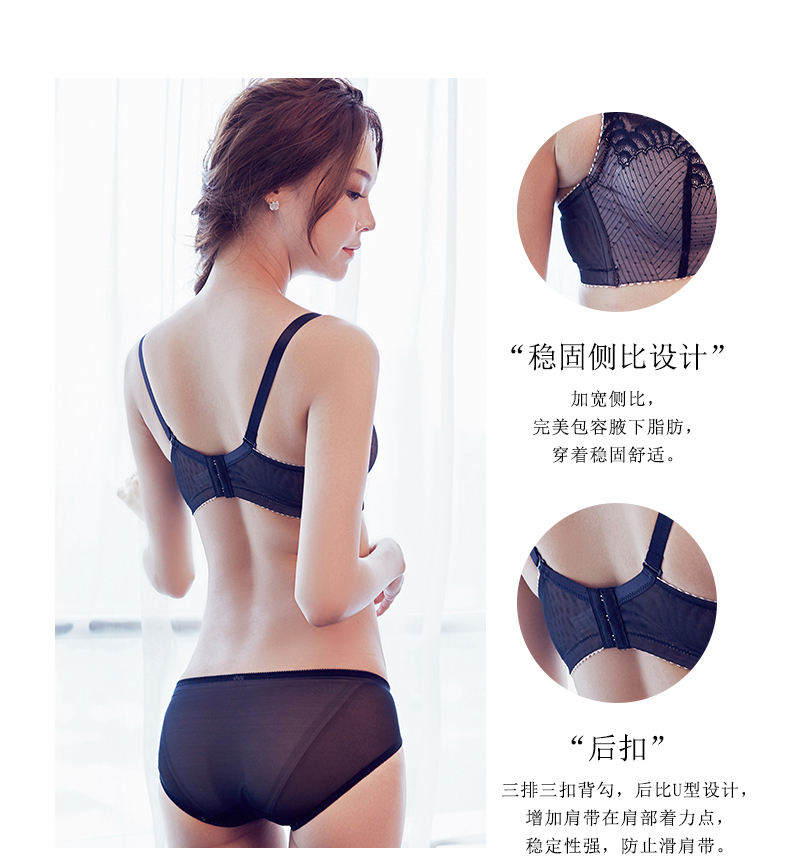 “稳固侧比设计”
加宽侧比，
完美包容腋下脂肪，
穿着稳固舒适。
“后扣”
三排三扣背勾，后比U型设计，
增加肩带在肩部着力点，
稳定性强，防止滑肩带。